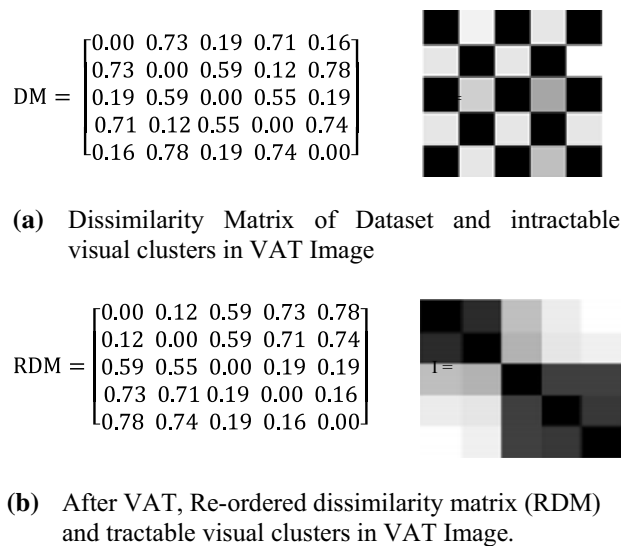 DM =
0.00 0.73 0.19 0.71 0.16
0.73 0.00 0.59 0.12 0.78
0.19 0.59 0.00 0.55 0.19
0.71 0.12 0.55 0.00 0.74
0.16 0.78 0.19 0.74 0.00
=
(a) Dissimilarity Matrix of Dataset and intractable
visual clusters in VAT Image
RDM =
0.00 0.12 0.59 0.73 0.78
0.12 0.00 0.59 0.71 0.74
0.59 0.55 0.00 0.19 0.19
0.73 0.71 0.19 0.00 0.16
0.78 0.74 0.19 0.16 0.00
I =
(b) After VAT, Re-ordered dissimilarity matrix (RDM)
and tractable visual clusters in VAT Image.